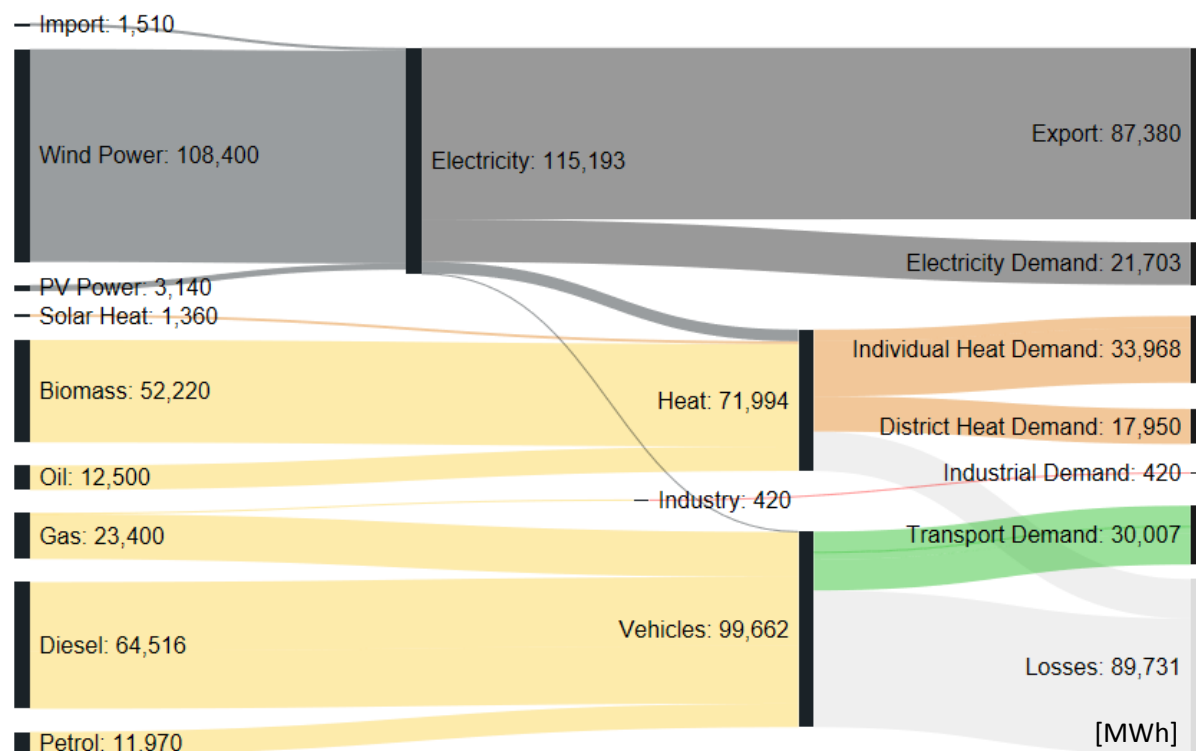 Import: 1,510
Wind Power: 108,400
PV Power: 3,140
Solar Heat: 1,360
Biomass: 52,220
Oil: 12,500
Gas: 23,400
Diesel: 64,516
Petrol: 11,970
Electricity: 115,193
Heat: 71,994
Industry: 420
Vehicles: 99,662
Export: 87,380
Electricity Demand: 21,703
Individual Heat Demand: 33,968
District Heat Demand: 17,950
Industrial Demand: 420
Transport Demand: 30,007
Losses: 89,731
[MWh]